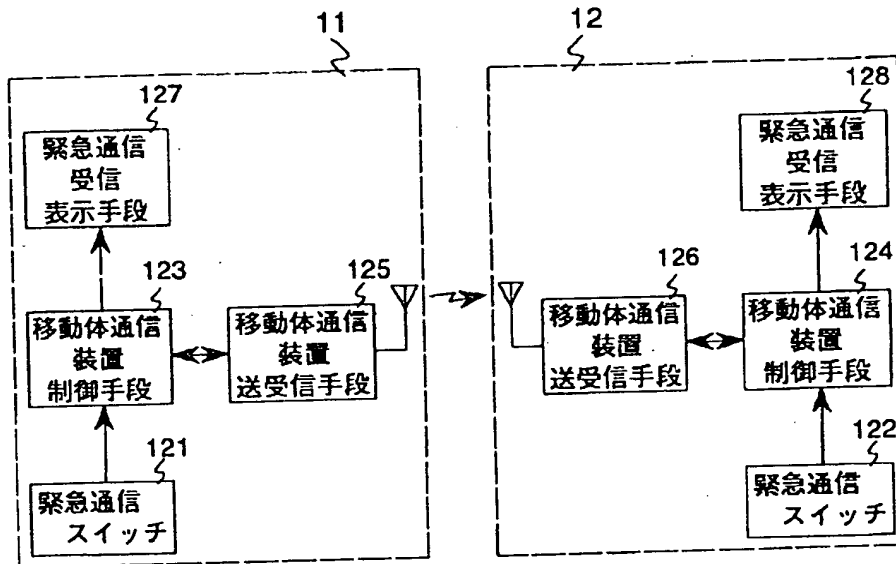 11
127
緊急通信
受信
表示手段
123
移動体通信
装置
制御手段
125
移動体通信
装置
送受信手段
121
緊急通信
スイッチ
12
128
緊急通信
受信
表示手段
126
移動体通信
装置
送受信手段
124
移動体通信
装置
制御手段
122
緊急通信
スイッチ